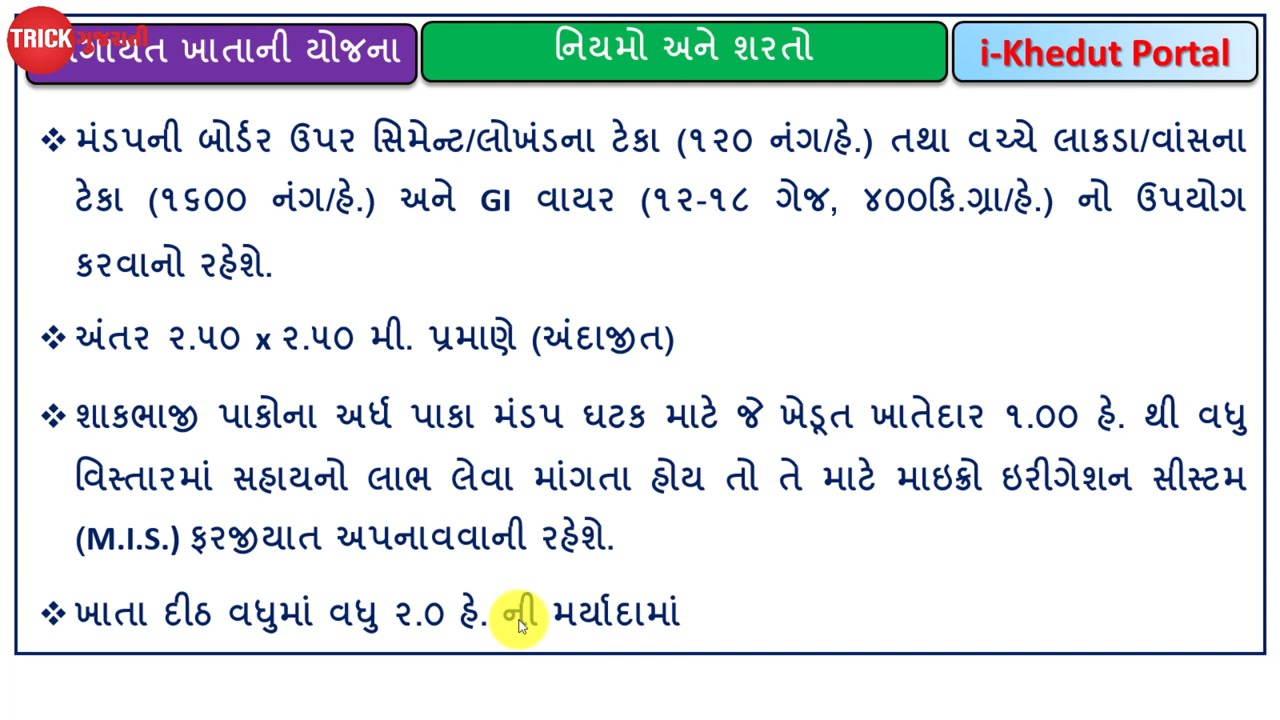 TRICK ગુજરાતી
ખાતાની યોજના
નિયમો અને શરતો
i-Khedut Portal
❖ મંડપની બોર્ડર ઉપર સિમેન્ટ/લોખંડના ટેકા (૧૨૦ નંગ/હે.) તથા વચ્ચે લાકડા/વાંસના
ટેકા (૧૬૦૦ નંગ/હે.) અને GI વાયર (૧૨-૧૮ ગેજ, ૪૦૦કિ.ગ્રા/હે.) નો ઉપયોગ
કરવાનો રહેશે.
❖ અંતર ૨.૫૦ x ૨.૫૦ મી. પ્રમાણે (અંદાજીત)
❖ શાકભાજી પાકોના અર્ધ પાકા મંડપ ઘટક માટે જે ખેડૂત ખાતેદાર ૧.૦૦ હે. થી વધુ
વિસ્તારમાં સહાયનો લાભ લેવા માંગતા હોય તો તે માટે માઇક્રો ઇરીગેશન સીસ્ટમ
(M.I.S.) ફરજીયાત અપનાવવાની રહેશે.
❖ ખાતા દીઠ વધુમાં વધુ ૨.૦ હે. ની મર્યાદામાં